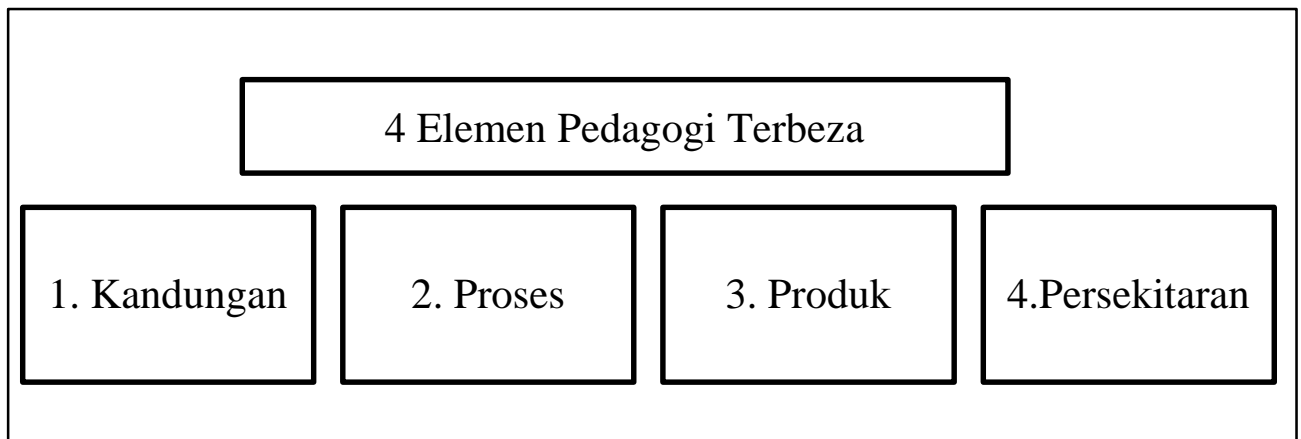 4 Elemen Pedagogi Terbeza
1. Kandungan
2. Proses
3. Produk
4.Persekitaran